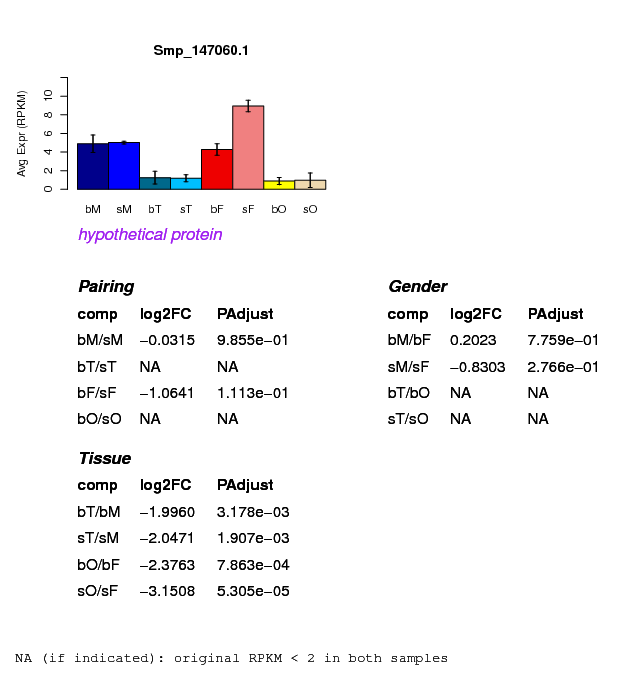 Smp_147060.1
Avg Expr (RPKM)
0 2 4 6 8 10
bM sM bT sT bF sF bO sO
hypothetical protein
Pairing
comp log2FC PAdjust
bM/sM −0.0315 9.855e−01
bT/sT NA NA
bF/sF −1.0641 1.113e−01
bO/sO NA NA
Gender
comp log2FC PAdjust
bM/bF 0.2023 7.759e−01
sM/sF −0.8303 2.766e−01
bT/bO NA NA
sT/sO NA NA
Tissue
comp log2FC PAdjust
bT/bM −1.9960 3.178e−03
sT/sM −2.0471 1.907e−03
bO/bF −2.3763 7.863e−04
sO/sF −3.1508 5.305e−05
NA (if indicated): original RPKM < 2 in both samples